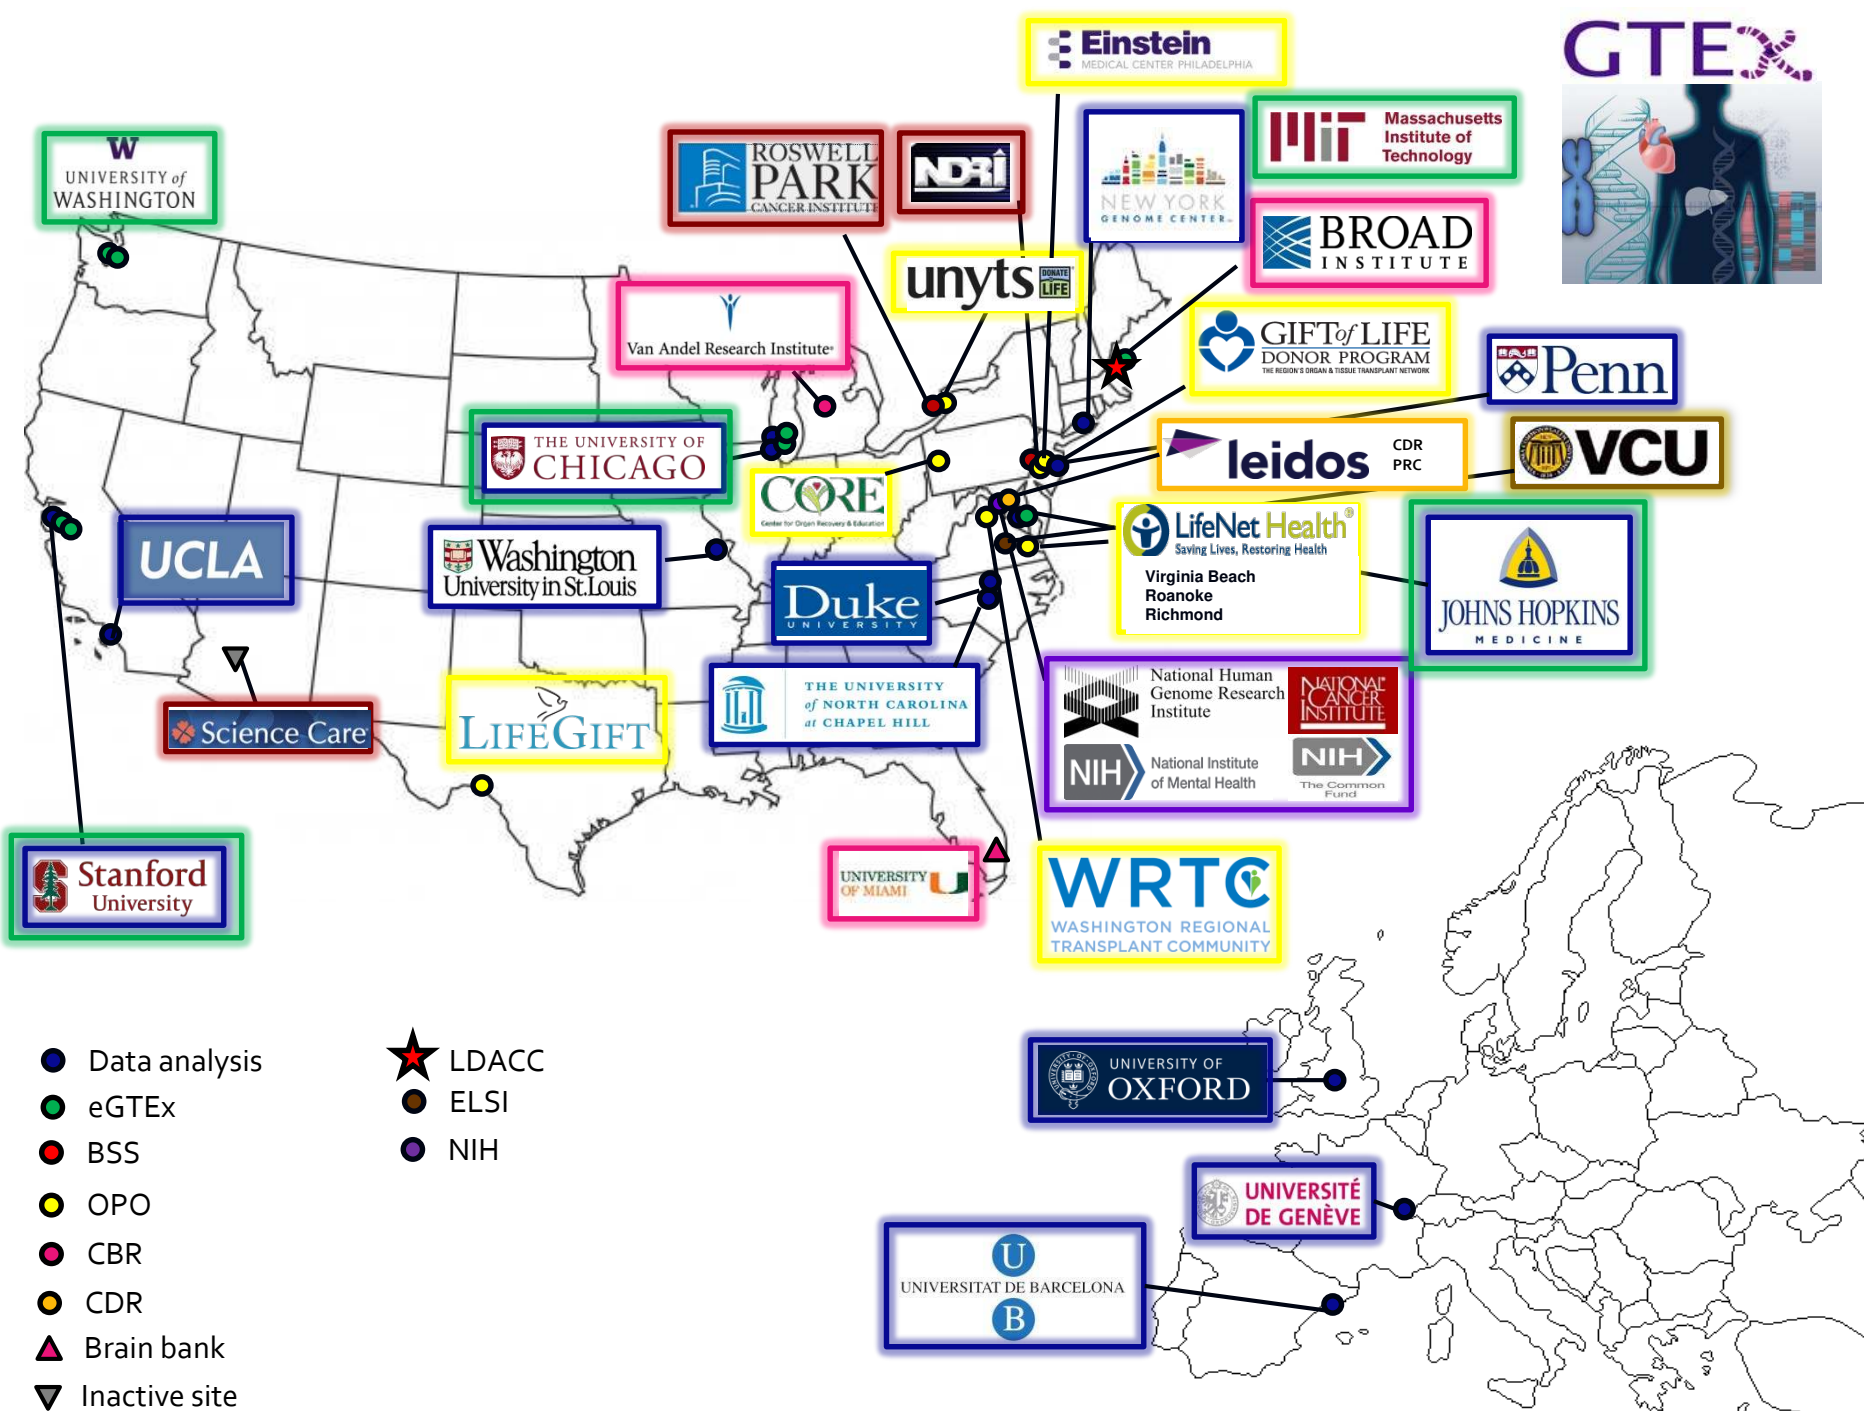 Einstein
MEDICAL CENTER PHILADELPHIA
GTEx
W
UNIVERSITY of
WASHINGTON
ROSWELL
PARK
CANCER INSTITUTE
NDRI
NEW YORK
GENOME CENTER
MIT
Massachusetts
Institute of
Technology
BROAD
INSTITUTE
unyts
DONATE
LIFE
Van Andel Research Institute
GIFT of LIFE
DONOR PROGRAM
THE REGION'S ORGAN & TISSUE TRANSPLANT NETWORK
Penn
THE UNIVERSITY OF
CHICAGO
CORE
Center for Organ Recovery & Education
leidos
CDR
PRC
VCU
UCLA
Washington
University in St. Louis
Duke
UNIVERSITY
LifeNet Health®
Saving Lives, Restoring Health
Virginia Beach
Roanoke
Richmond
JOHNS HOPKINS
MEDICINE
Science Care
LIFEGIFT
THE UNIVERSITY
of NORTH CAROLINA
at CHAPEL HILL
National Human
Genome Research
Institute
NATIONAL
CANCER
INSTITUTE
NIH
National Institute
of Mental Health
NIH
The Common
Fund
Stanford
University
UNIVERSITY
OF MIAMI
U
WRTC
WASHINGTON REGIONAL
TRANSPLANT COMMUNITY
UNIVERSITY OF
OXFORD
UNIVERSITÉ
DE GENÈVE
U
UNIVERSITAT DE BARCELONA
B
Data analysis
eGTEx
BSS
OPO
CBR
CDR
Brain bank
Inactive site
LDACC
ELSI
NIH